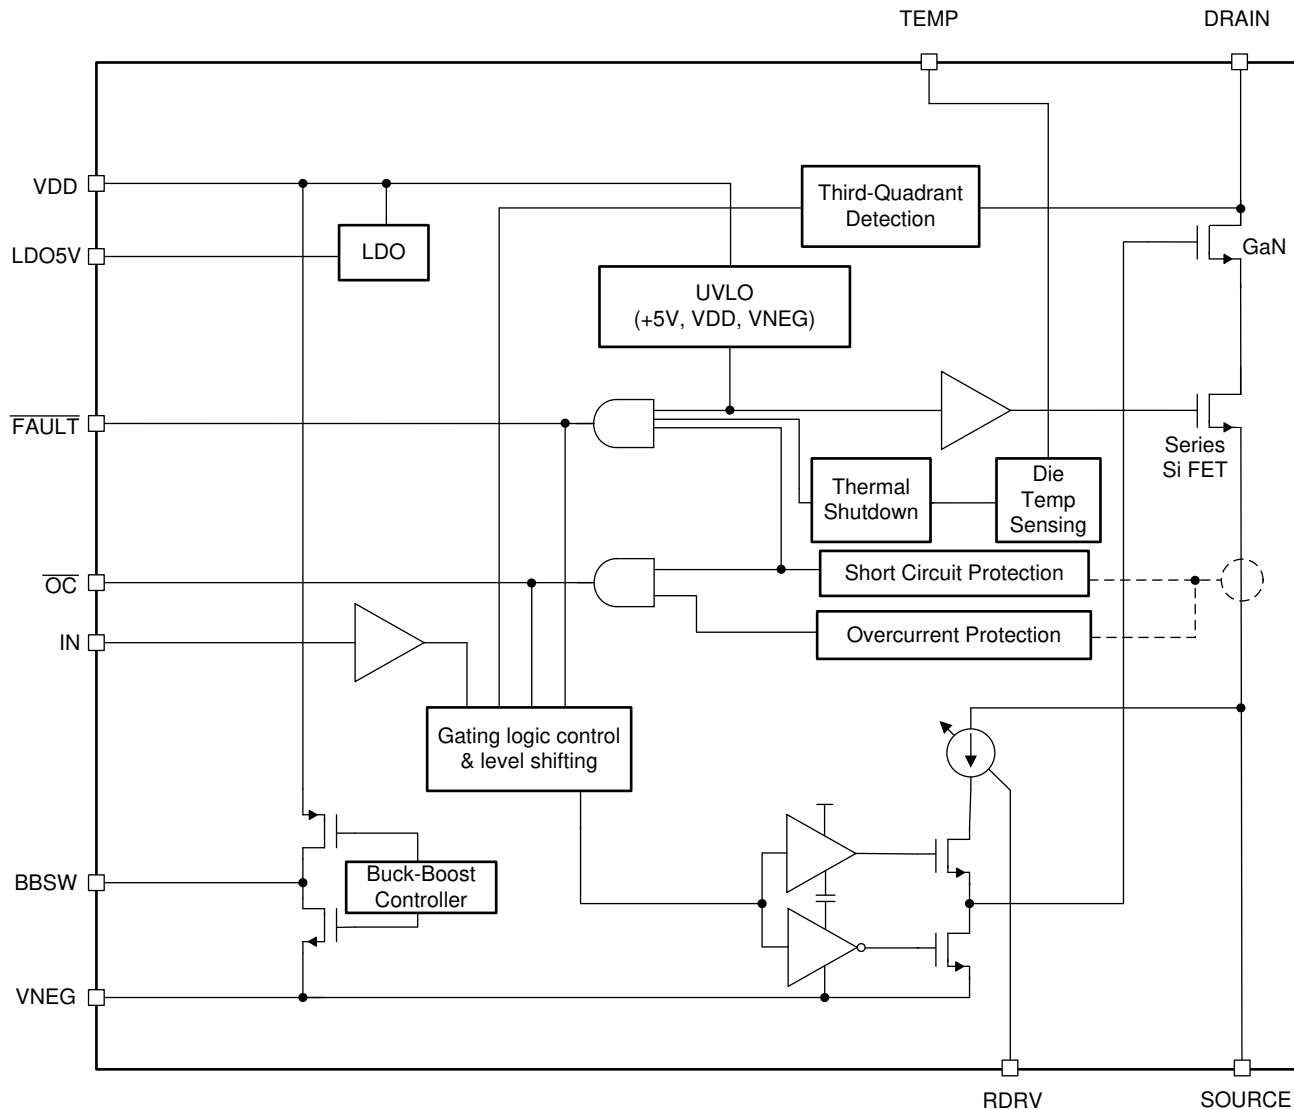 TEMP
DRAIN
VDD
Third-Quadrant
Detection
LDO5V
LDO
GaN
UVLO
(+5V, VDD, VNEG)
FAULT
Series
Si FET
Thermal
Shutdown
Die
Temp
Sensing
OC
Short Circuit Protection
IN
Overcurrent Protection
Gating logic control
& level shifting
BBSW
Buck-Boost
Controller
VNEG
RDRV
SOURCE